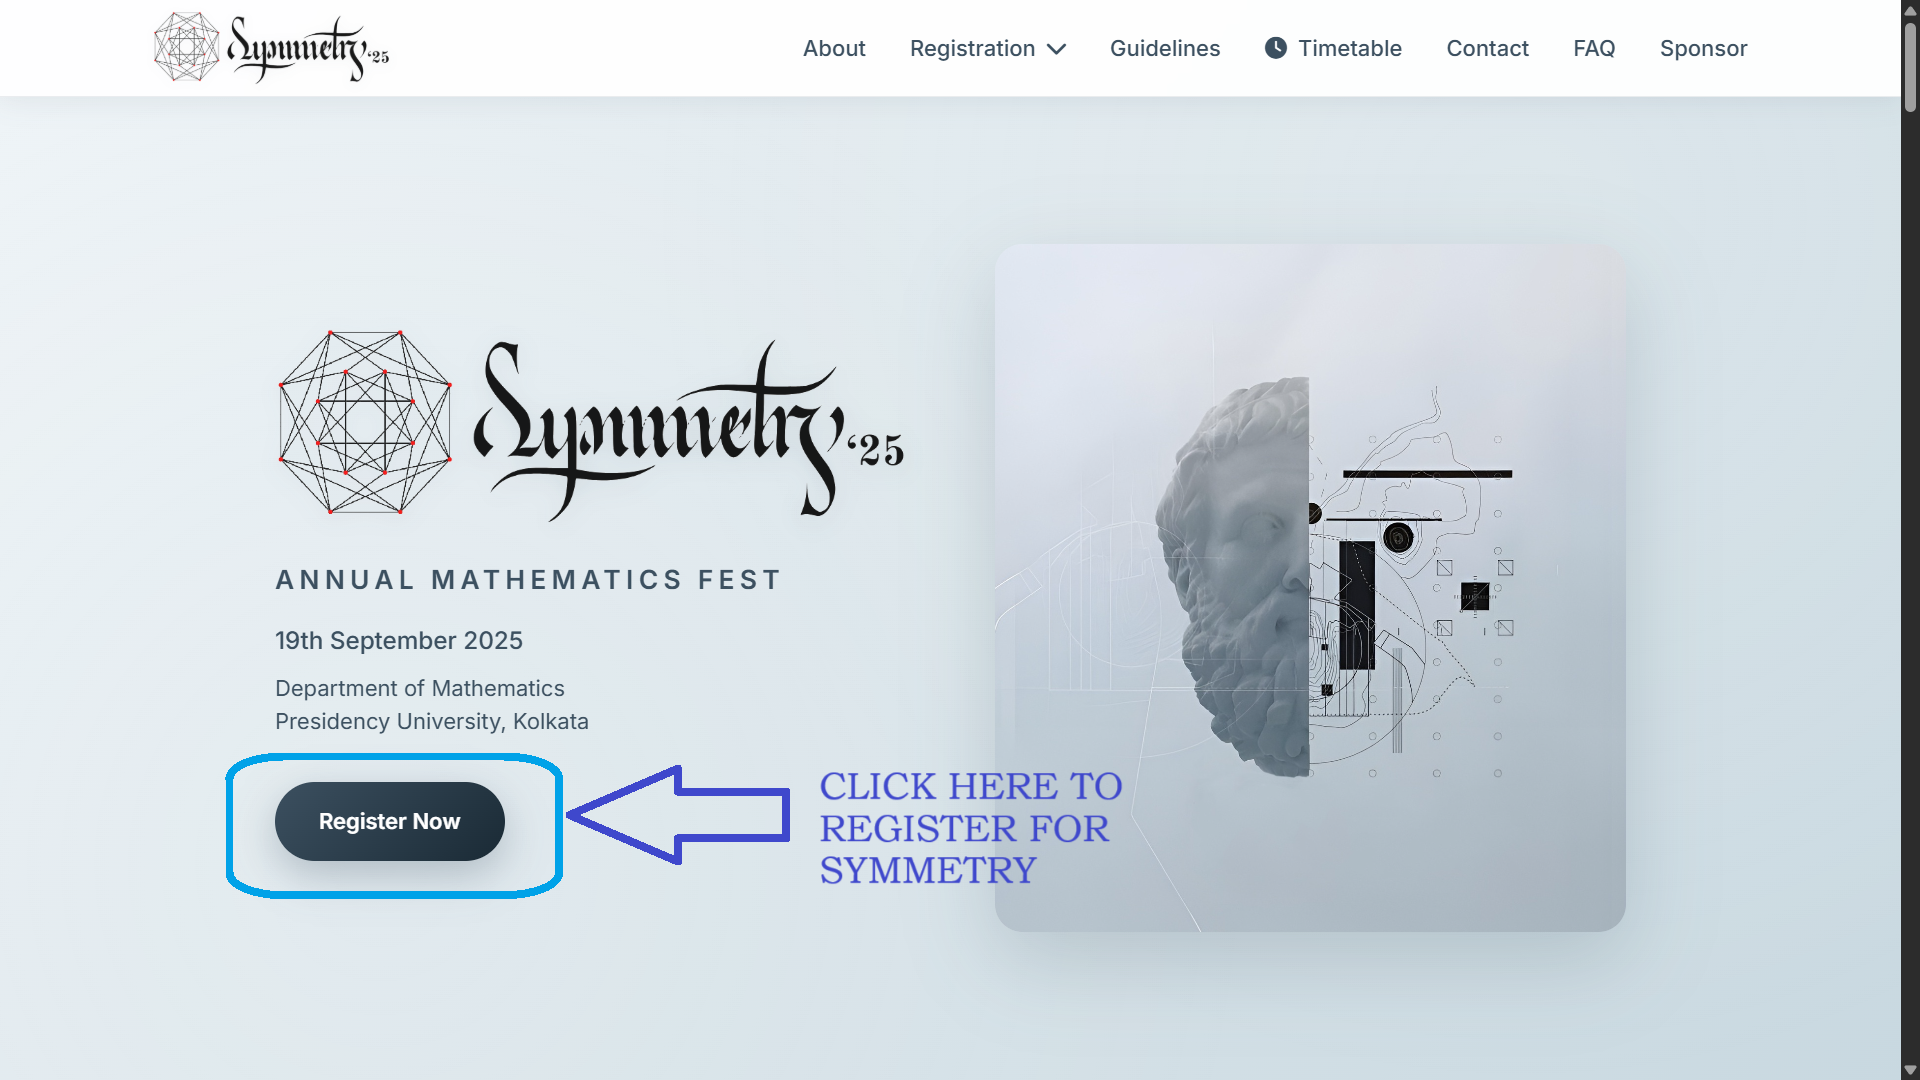 Symmetry ‘25
About
Registration
Guidelines
Timetable
Contact
FAQ
Sponsor
Symmetry ‘25
ANNUAL MATHEMATICS FEST
19th September 2025
Department of Mathematics
Presidency University, Kolkata
Register Now
CLICK HERE TO
REGISTER FOR
SYMMETRY